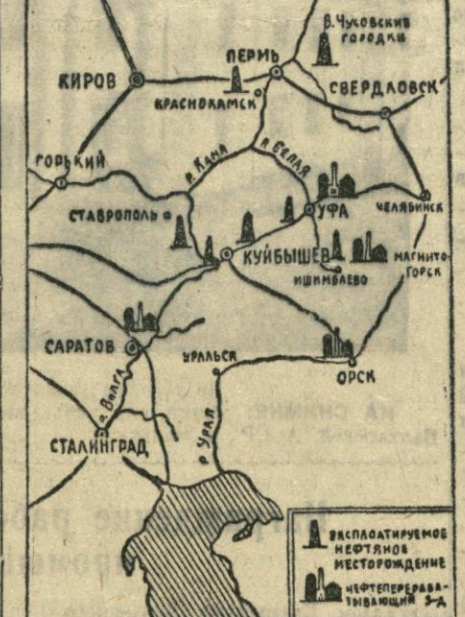 В. Чусовские
городки
ПЕРМЬ
КИРОВ
КРАСНОКАМСК
СВЕРДЛОВСК
ГОРЬКИЙ
р. Кама
р. Белая
СТАВРОПОЛЬ
УФА
ЧЕЛЯБИНСК
КУЙБЫШЕВ
МАГНИТО-
ГОРСК
ИШИМБАЕВО
САРАТОВ
УРАЛЬСК
ОРСК
р. Волга
р. Урал
СТАЛИНГРАД
ЭКСПЛОАТИРУЕМОЕ
НЕФТЯНОЕ
МЕСТОРОЖДЕНИЕ
НЕФТЕПЕРЕРАБА-
ТЫВАЮЩИЙ З-Д